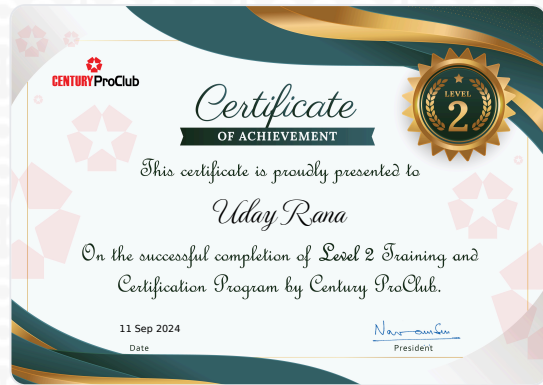 CENTURY ProClub
Certificate
OF ACHIEVEMENT
LEVEL
2
This certificate is proudly presented to
Uday Rana
On the successful completion of Level 2 Training and
Certification Program by Century ProClub.
11 Sep 2024
Date
President